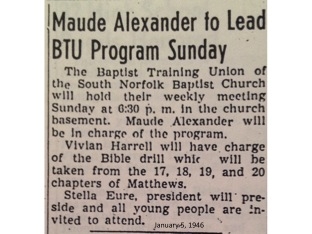 Maude Alexander to Lead
BTU Program Sunday
The Baptist Training Union of
the South Norfolk Baptist Church
will hold their weekly meeting
Sunday at 6:30 p. m. in the church
basement. Maude Alexander will
be in charge of the program.
Vivian Harrell will have charge
of the Bible drill whic will be
taken from the 17, 18, 19, and 20
chapters of Matthews.
Stella Eure, president will pre-
side and all young people are in-
vited to attend.
January 5, 1946